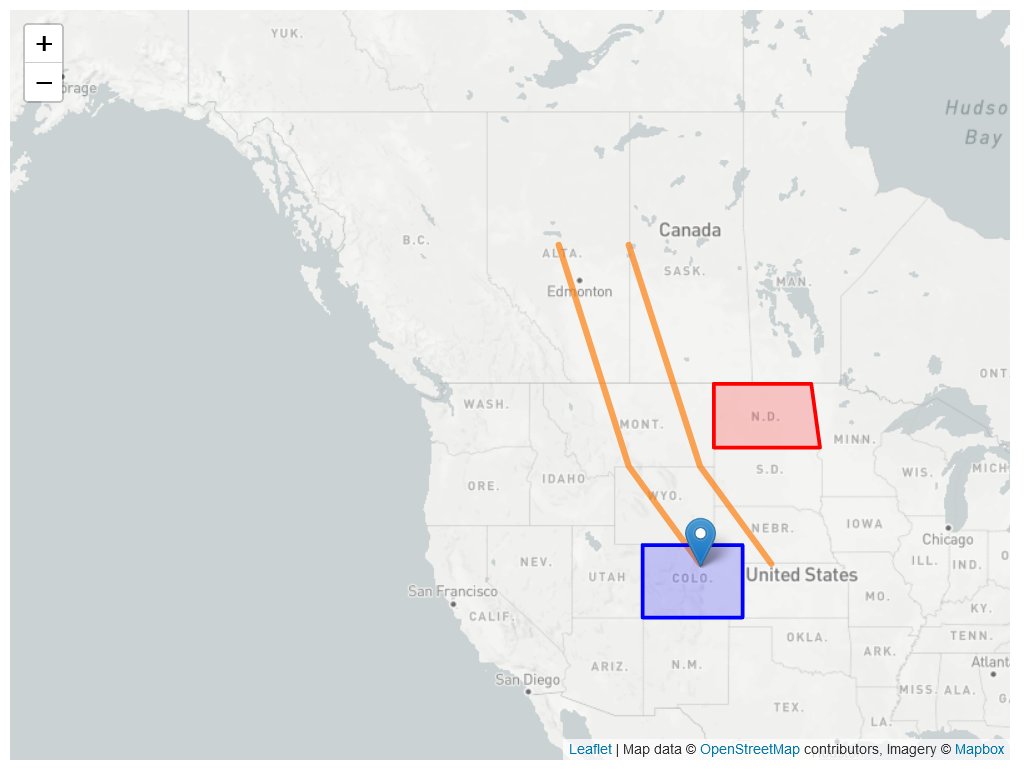 +
−
orage
YUK.
Hudso
Bay
B.C.
Canada
ALTA.
SASK.
MAN.
Edmonton
ONT.
WASH.
MONT.
N.D.
MINN.
ORE.
IDAHO
WYO.
S.D.
WIS.
MICH
NEBR.
IOWA
Chicago
NEV.
UTAH
COLO.
United States
ILL.
IND.
O
San Francisco
CALIF.
MO.
KY.
OKLA.
TENN.
ARIZ.
N.M.
ARK.
Atlant
San Diego
MISS.
ALA.
G
TEX.
LA.
Leaflet | Map data © OpenStreetMap contributors, Imagery © Mapbox